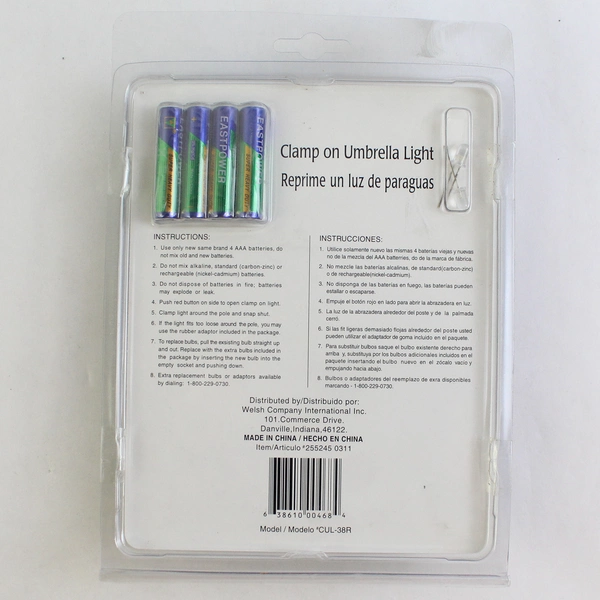 EASTPOWER
EASTPOWER
Clamp on Umbrella Light
Reprime un luz de paraguas
INSTRUCTIONS:
1. Use only new same brand 4 AAA batteries, do
not mix old and new batteries.
2. Do not mix alkaline, standard (carbon-zinc) or
rechargeable (nickel-cadmium) batteries.
3. Do not dispose of batteries in fire; batteries
may explode or leak.
4. Push red button on side to open clamp on light.
5. Clamp light around the pole and snap shut.
6. If the light fits too loose around the pole, you may
use the rubber adaptor included in the package.
7. To replace bulbs, pull the exsisting bulb straight up
and out. Replace with the extra bulbs included in
the package by inserting the new bulb into the
empty socket and pushing down.
8. Extra replacement bulbs or adaptors available
by dialing: 1-800-229-0730.
INSTRUCCIONES:
1. Utilice solamente nuevo las mismas 4 baterías viejas y nuevas
no de la mezcla del AAA batteries, do de la marca de fábrica.
2. No mezcle las baterías alcalinas, de standard(carbon-zinc)
o de rechargeable(nickel-cadmium).
3. No disponga de las baterías en fuego, las baterías pueden
estallar o escaparse.
4. Empuje el botón rojo en lado para abrir la abrazadera en luz.
5. La luz de la abrazadera alrededor del poste y de la palmada
cerró.
6. Si las fit ligeras demasiado flojas alrededor del poste usted
pueden utilizar el adaptador de goma incluido en el paquete.
7. Para substituir bulbos saque el bulbo existente derecho para
arriba y, substituya por los bulbos adicionales incluidos en el
paquete insertando el bulbo nuevo en el zócalo vacío y
empujando hacia abajo.
8. Bulbos o adaptadores del reemplazo de exra disponibles
marcando - 1-800-229-0730.
Distributed by/Distribuido por:
Welsh Company International Inc.
101.Commerce Drive.
Danville,Indiana,46122.
MADE IN CHINA / HECHO EN CHINA
Item/Articulo #255245 0311
6 38610 00468 4
Model / Modelo #CUL-38R